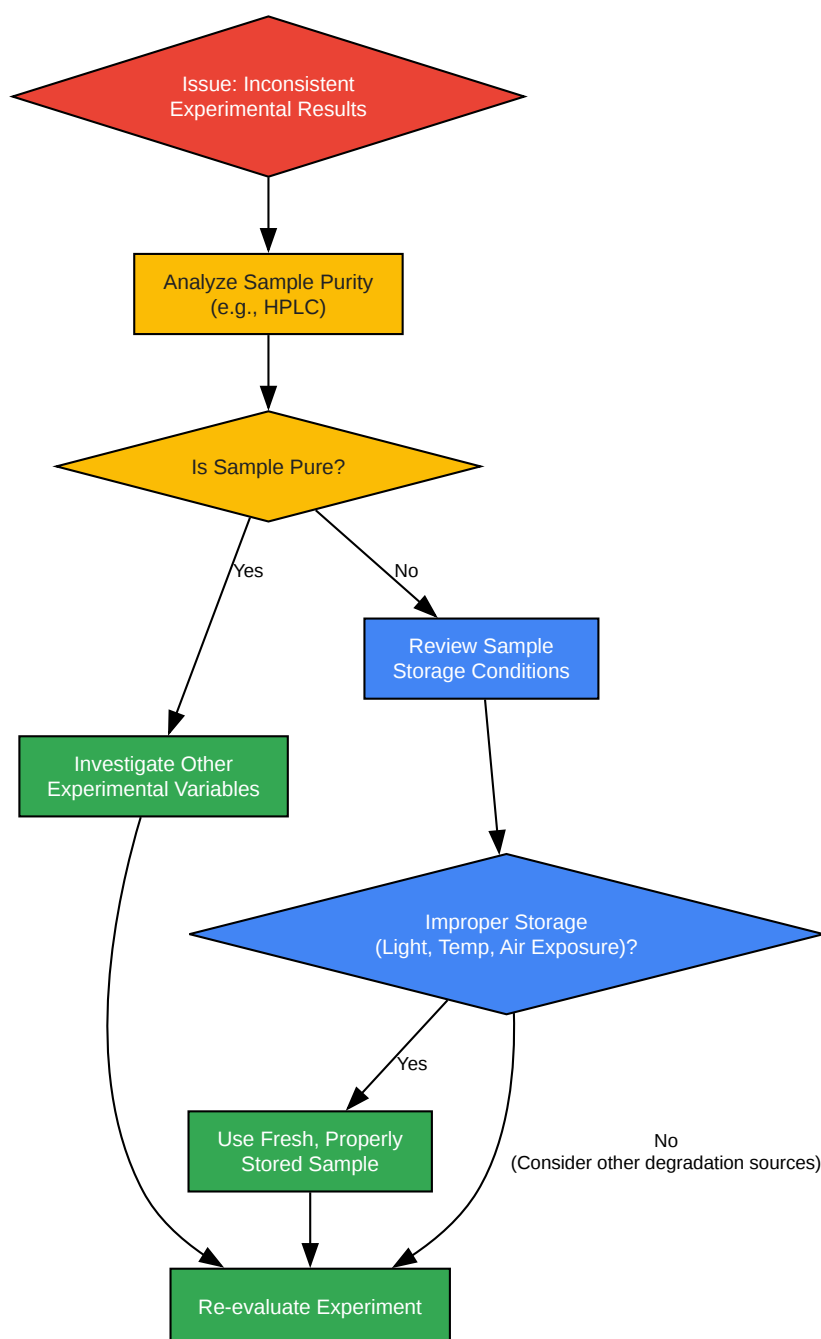 Issue: Inconsistent
Experimental Results
Analyze Sample Purity
(e.g., HPLC)
Is Sample Pure?
Yes
No
Review Sample
Storage Conditions
Investigate Other
Experimental Variables
Improper Storage
(Light, Temp, Air Exposure)?
Yes
Use Fresh, Properly
Stored Sample
No
(Consider other degradation sources)
Re-evaluate Experiment